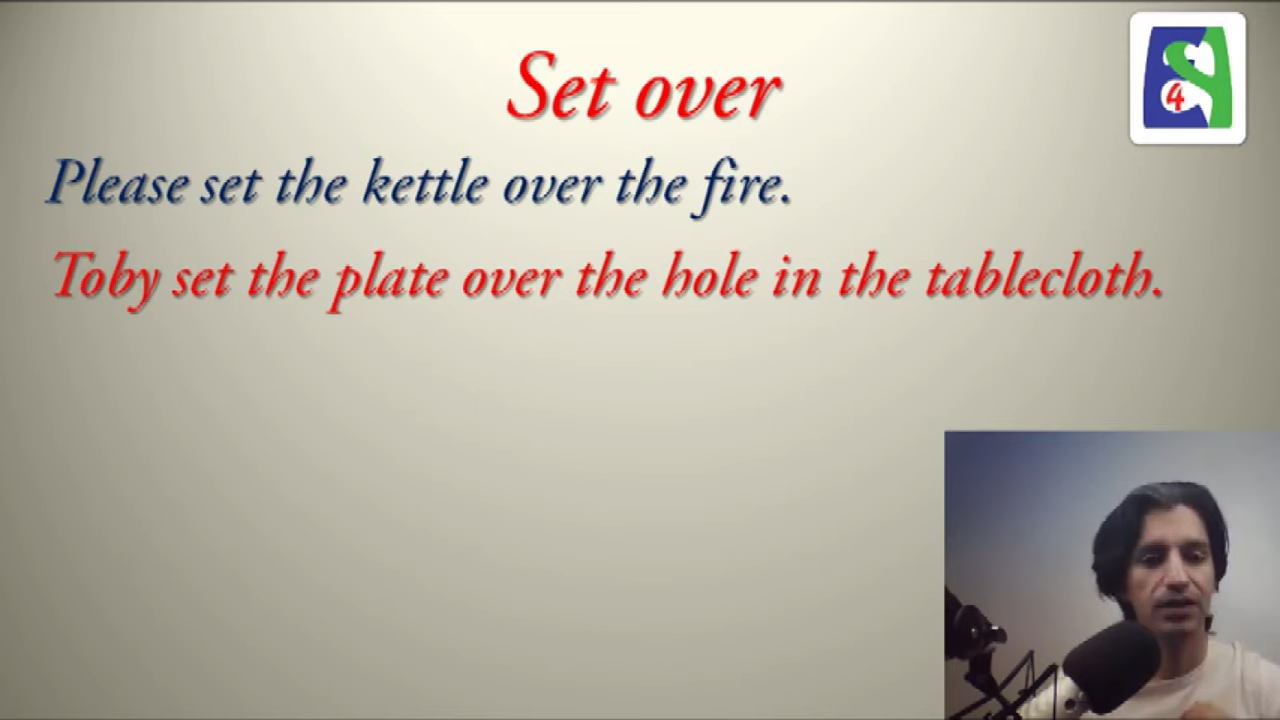 Set over
4
Please set the kettle over the fire.
Toby set the plate over the hole in the tablecloth.